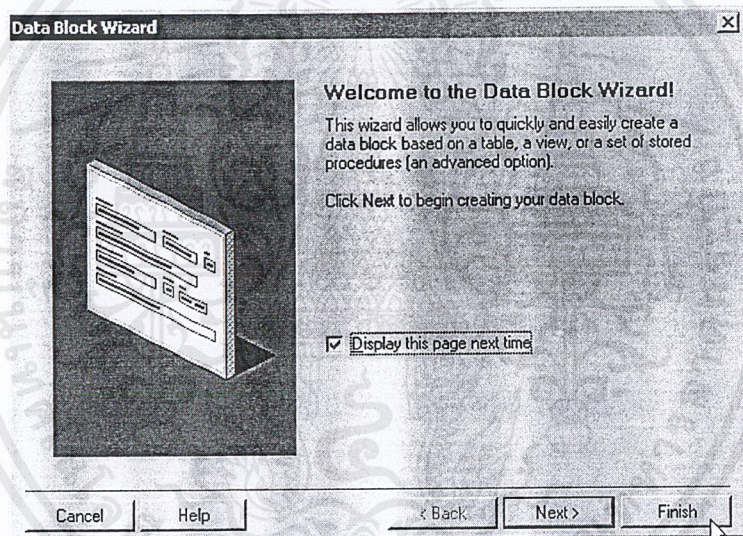 Data Block Wizard
Welcome to the Data Block Wizard!
This wizard allows you to quickly and easily create a
data block based on a table, a view, or a set of stored
procedures (an advanced option).
Click Next to begin creating your data block.
Display this page next time
Cancel Help < Back Next > Finish